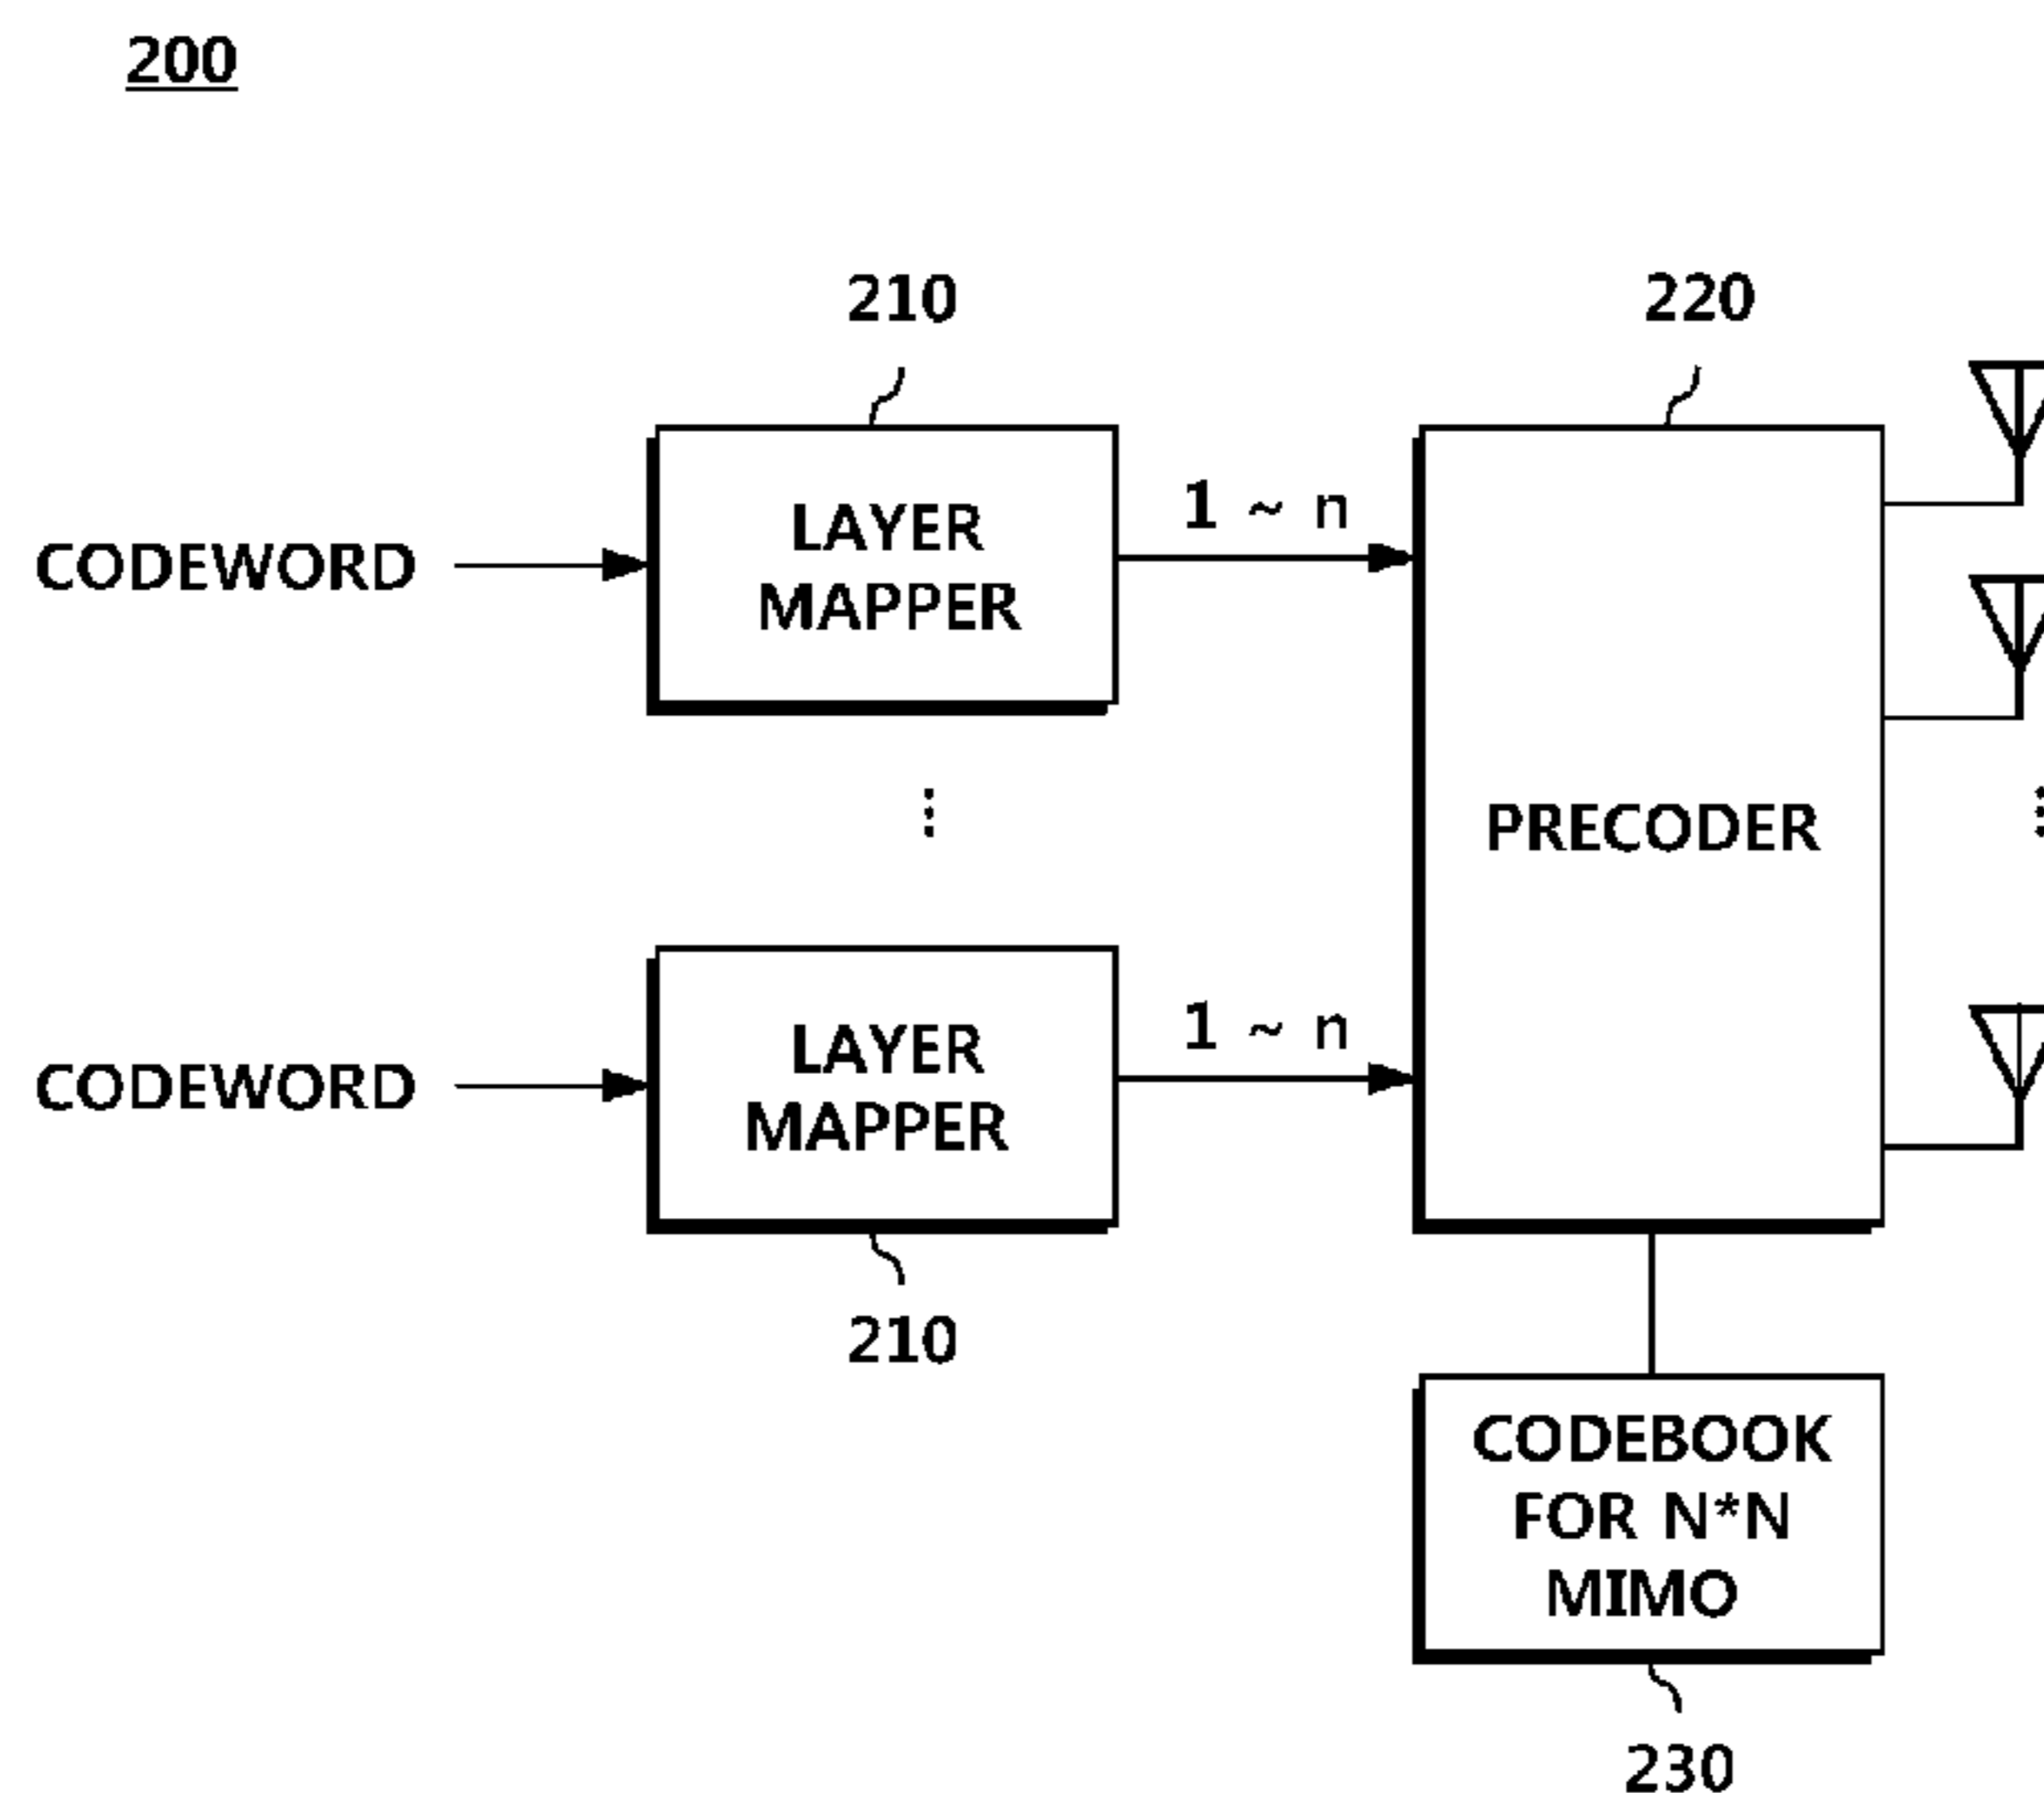 200
210
220
LAYER
MAPPER
1 ~ n
CODEWORD
PRECODER
LAYER
MAPPER
1 ~ n
CODEWORD
210
CODEBOOK
FOR N*N
MIMO
230